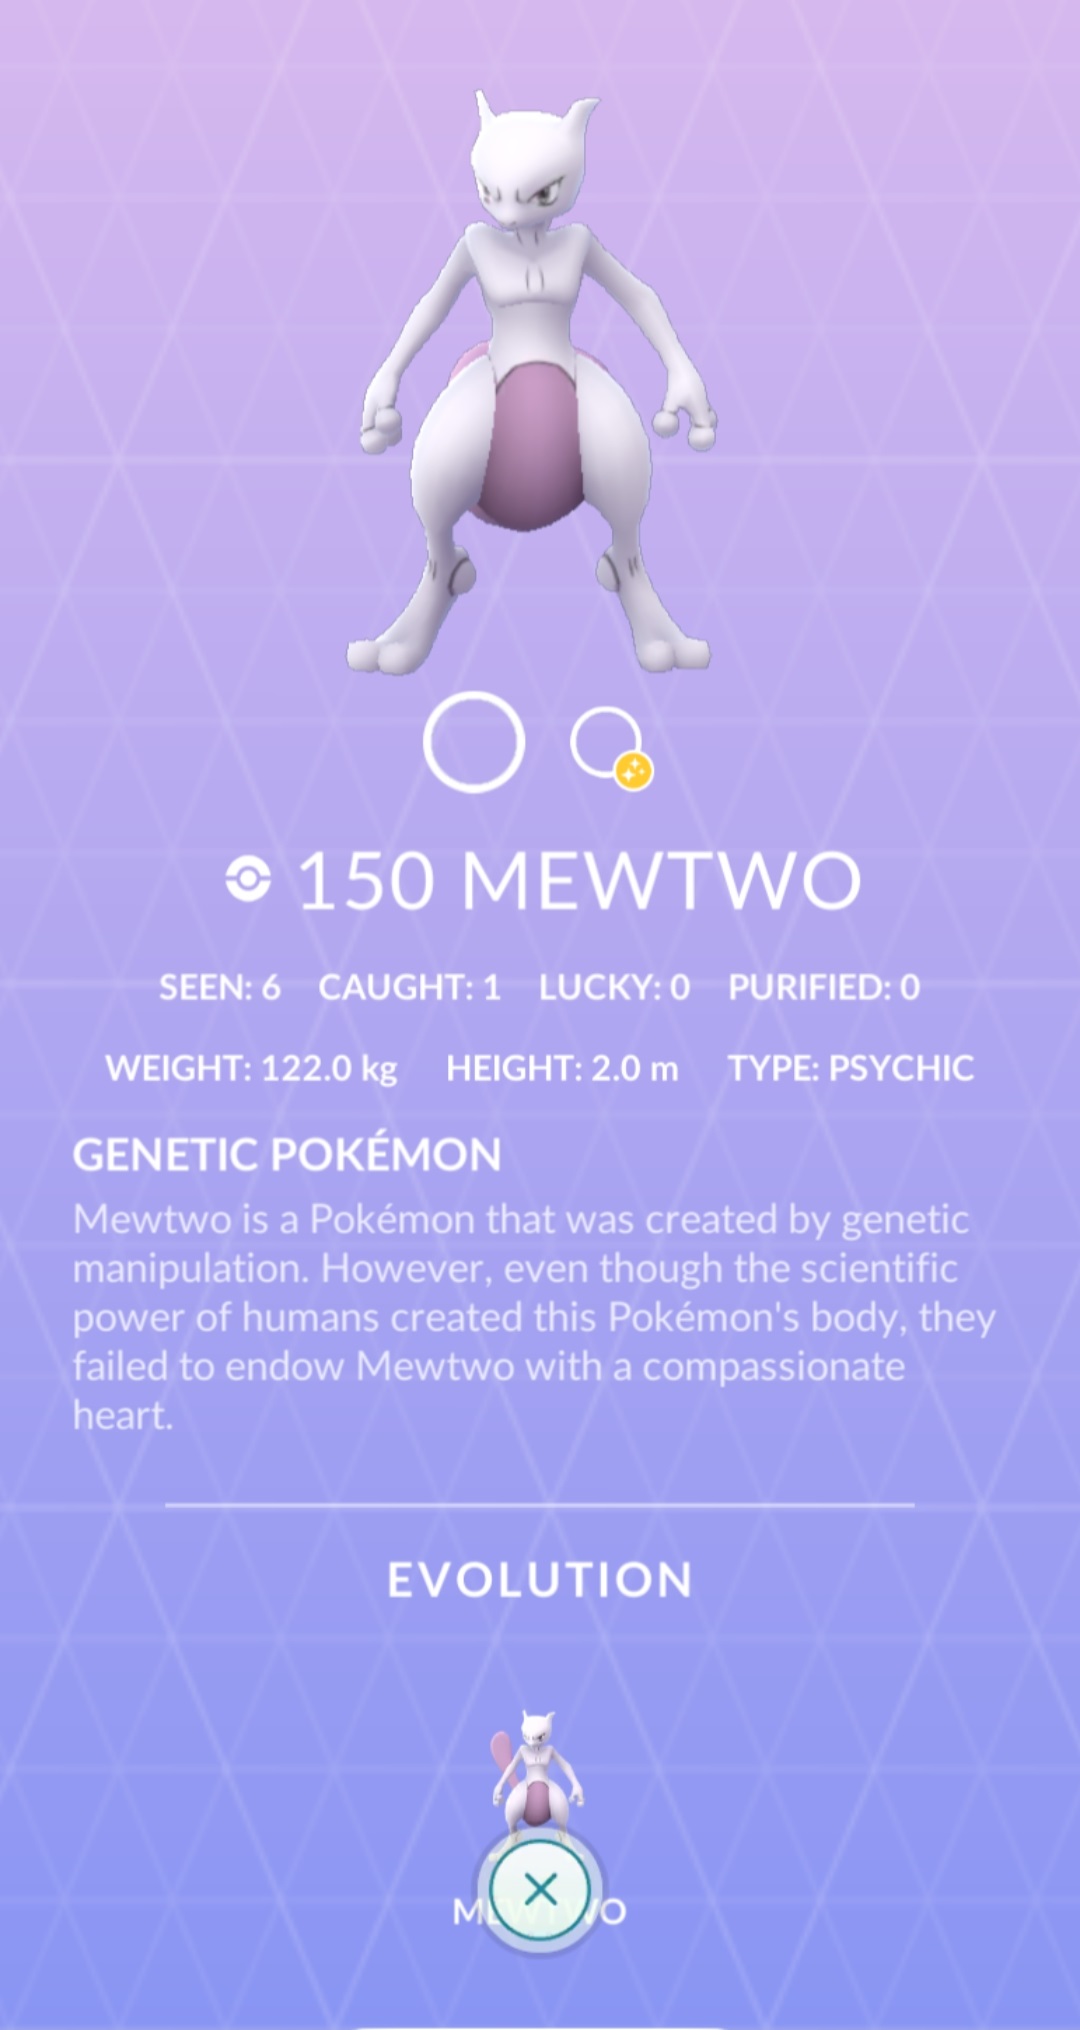 150 MEWTWO
SEEN: 6 CAUGHT: 1 LUCKY: 0 PURIFIED: 0
WEIGHT: 122.0 kg HEIGHT: 2.0 m TYPE: PSYCHIC
GENETIC POKÉMON
Mewtwo is a Pokémon that was created by genetic
manipulation. However, even though the scientific
power of humans created this Pokémon's body, they
failed to endow Mewtwo with a compassionate
heart.
EVOLUTION
MEWTWO